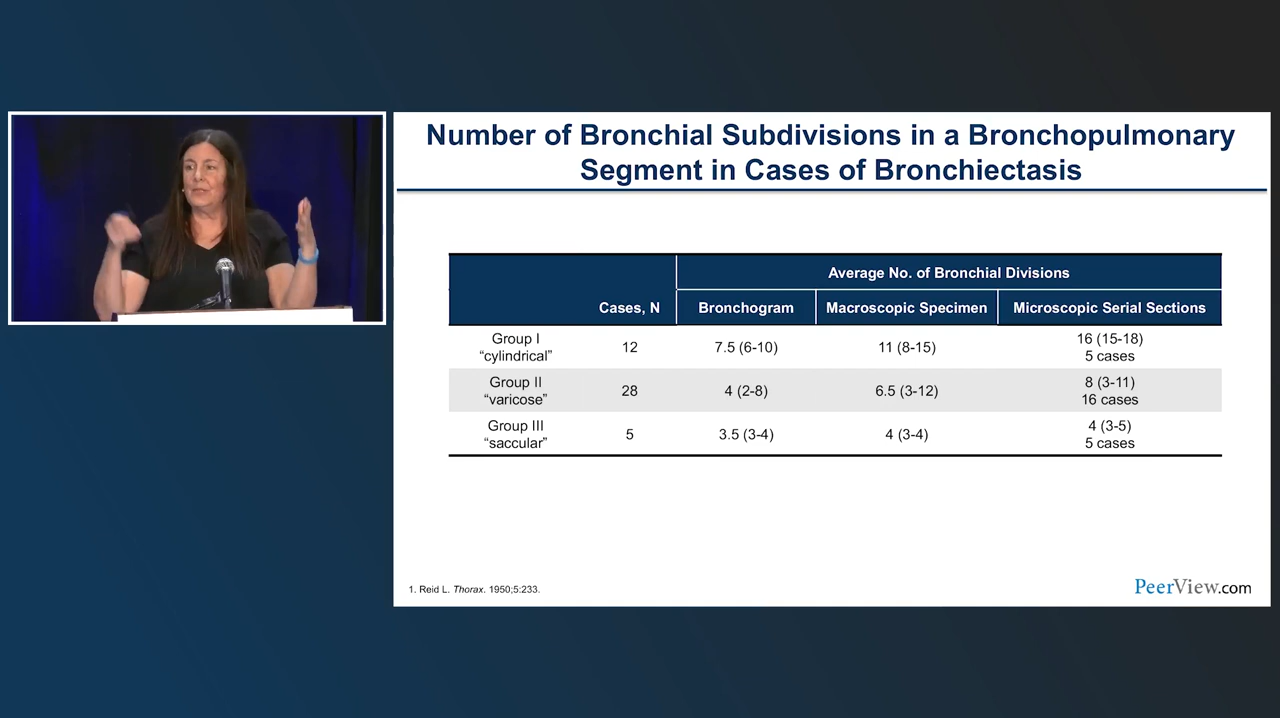 Number of Bronchial Subdivisions in a Bronchopulmonary
Segment in Cases of Bronchiectasis
Average No. of Bronchial Divisions
Cases, N Bronchogram Macroscopic Specimen Microscopic Serial Sections
Group I
“cylindrical”
12 7.5 (6-10) 11 (8-15)
16 (15-18)
5 cases
Group II
“varicose”
28 4 (2-8) 6.5 (3-12)
8 (3-11)
16 cases
Group III
“saccular”
5 3.5 (3-4) 4 (3-4)
4 (3-5)
5 cases
1. Reid L. Thorax. 1950;5:233.
PeerView.com